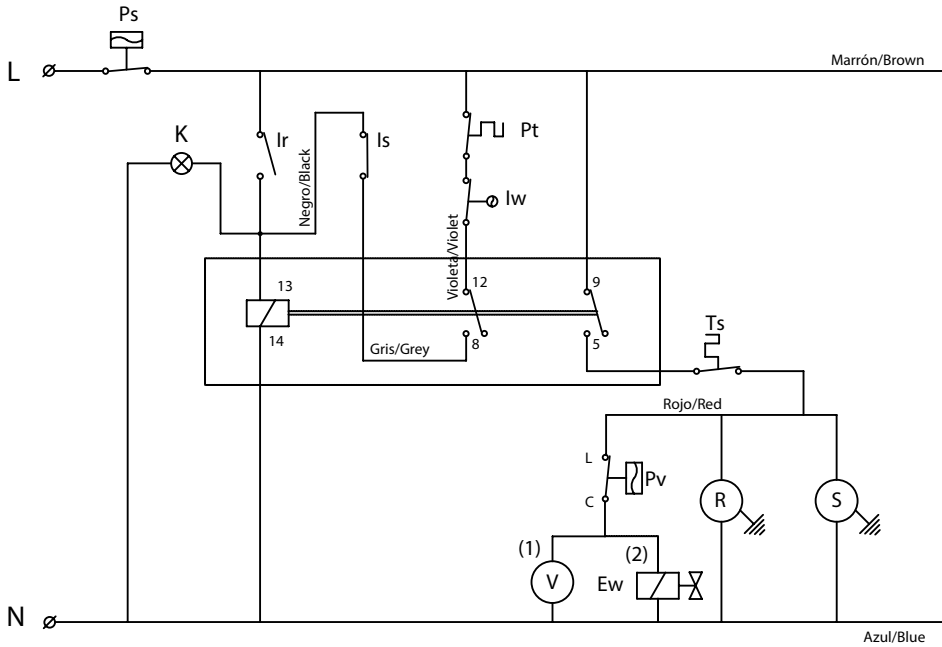 Ps
L
Marrón/Brown
K
Ir
Negro/Black
Is
Pt
Iw
Violeta/Violet
13
12
9
14
Gris/Grey
8
5
Ts
Rojo/Red
L
Pv
C
R
S
(1)
(2)
V
Ew
N
Azul/Blue